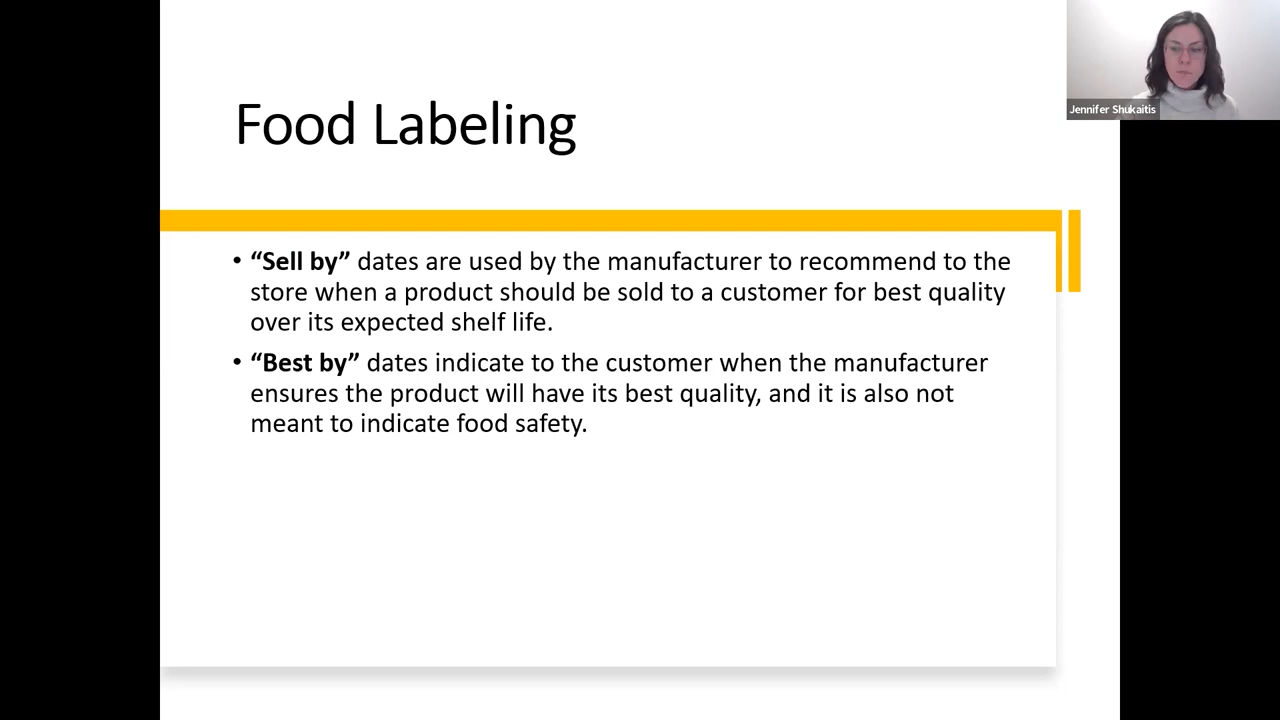 Food Labeling
Jennifer Shukaitis
• “Sell by” dates are used by the manufacturer to recommend to the
store when a product should be sold to a customer for best quality
over its expected shelf life.
• “Best by” dates indicate to the customer when the manufacturer
ensures the product will have its best quality, and it is also not
meant to indicate food safety.